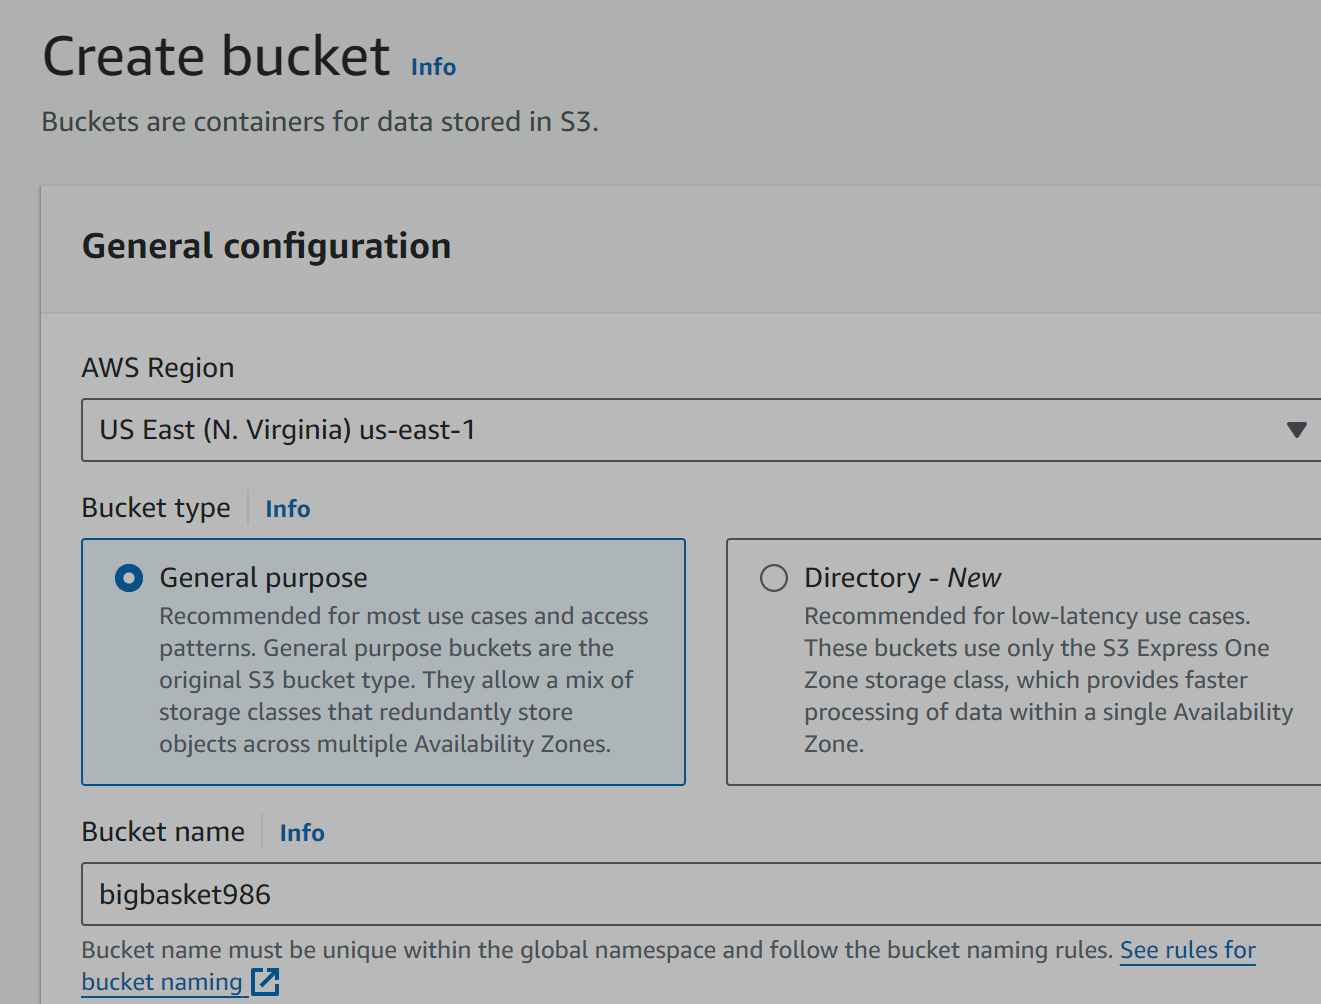 Create bucket Info
Buckets are containers for data stored in S3.
General configuration
AWS Region
US East (N. Virginia) us-east-1
Bucket type Info
General purpose
Recommended for most use cases and access
patterns. General purpose buckets are the
original S3 bucket type. They allow a mix of
storage classes that redundantly store
objects across multiple Availability Zones.
Directory - New
Recommended for low-latency use cases.
These buckets use only the S3 Express One
Zone storage class, which provides faster
processing of data within a single Availability
Zone.
Bucket name Info
bigbasket986
Bucket name must be unique within the global namespace and follow the bucket naming rules. See rules for
bucket naming